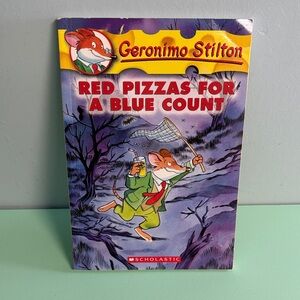 Geronimo Stilton
RED PIZZAS FOR
A BLUE COUNT
SCHOLASTIC